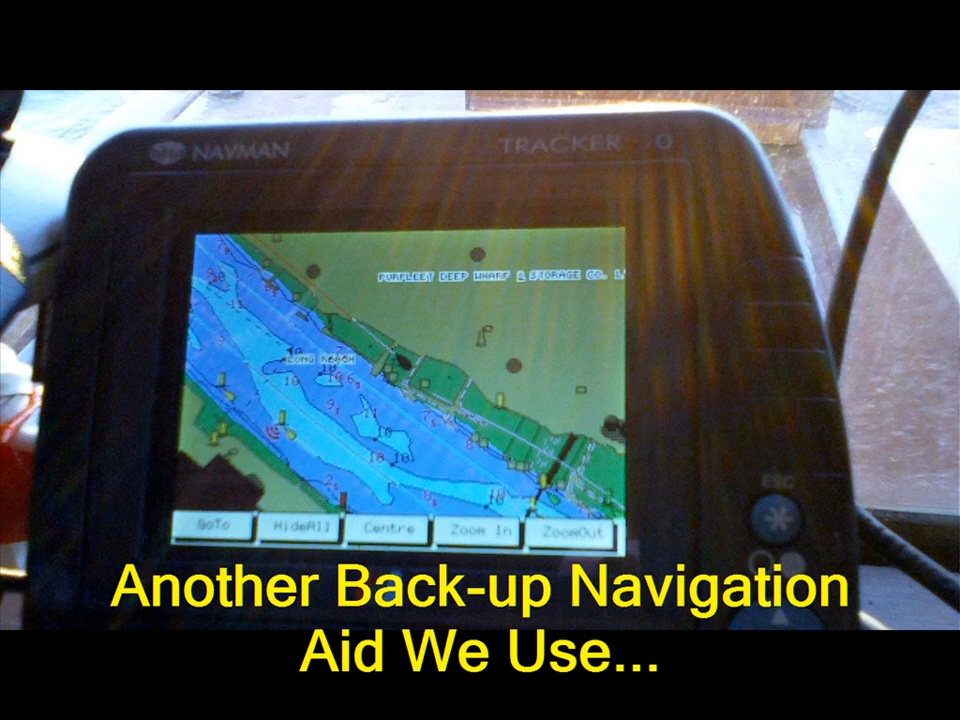 NAVMAN TRACKER
PURFLEET DEEP WHARF & STORAGE CO. L
LONG REACH
GoTo HideAll Centre Zoom In ZoomOut
ESC
Another Back-up Navigation
Aid We Use...